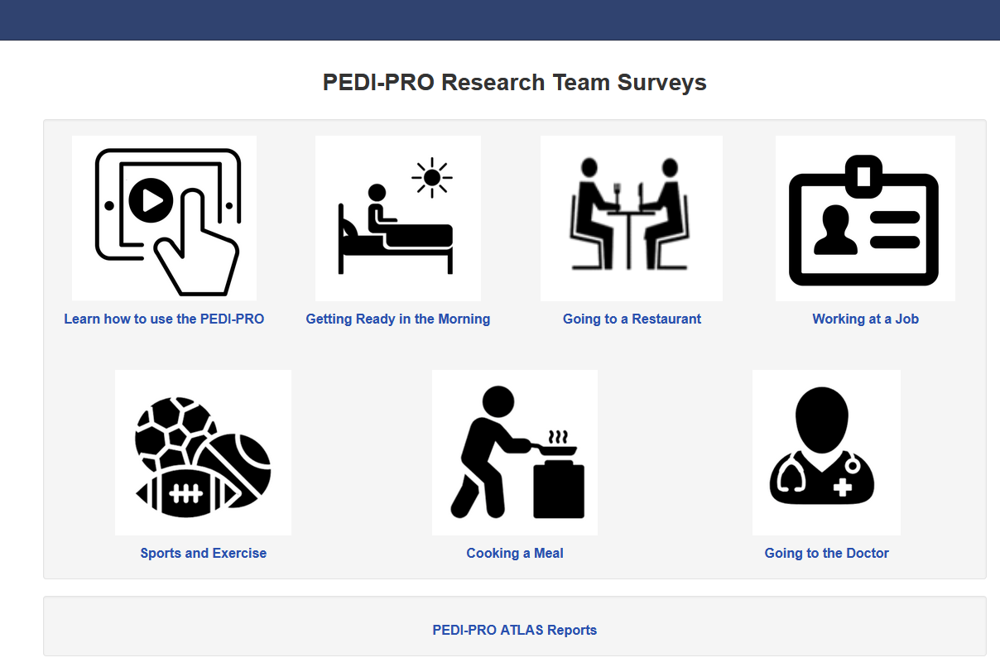 PEDI-PRO Research Team Surveys
Learn how to use the PEDI-PRO
Getting Ready in the Morning
Going to a Restaurant
Working at a Job
Sports and Exercise
Cooking a Meal
Going to the Doctor
PEDI-PRO ATLAS Reports